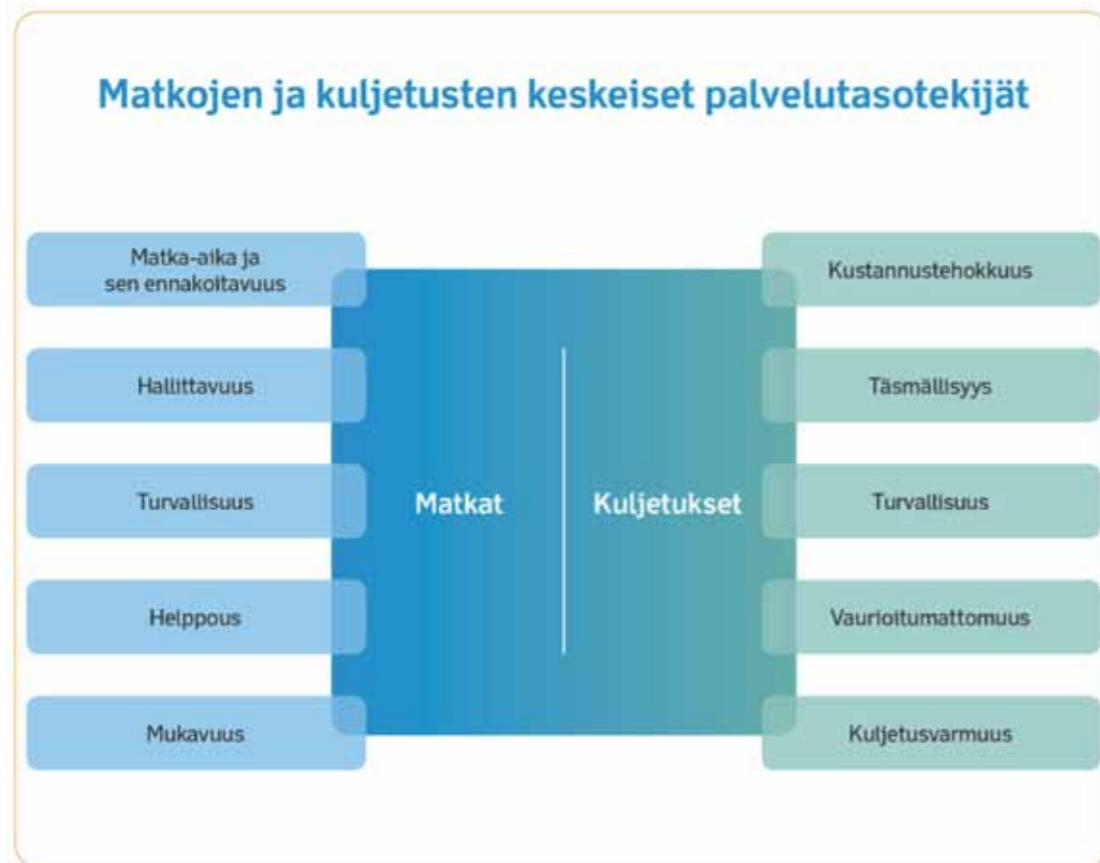 Matkojen ja kuljetusten keskeiset palvelutasotekijät
Matka-aika ja
sen ennakoitavuus
Hallittavuus
Turvallisuus
Helppous
Mukavuus
Matkat
Kuljetukset
Kustannustehokkuus
Täsmällisyys
Turvallisuus
Vaurioitumattomuus
Kuljetusvarmuus